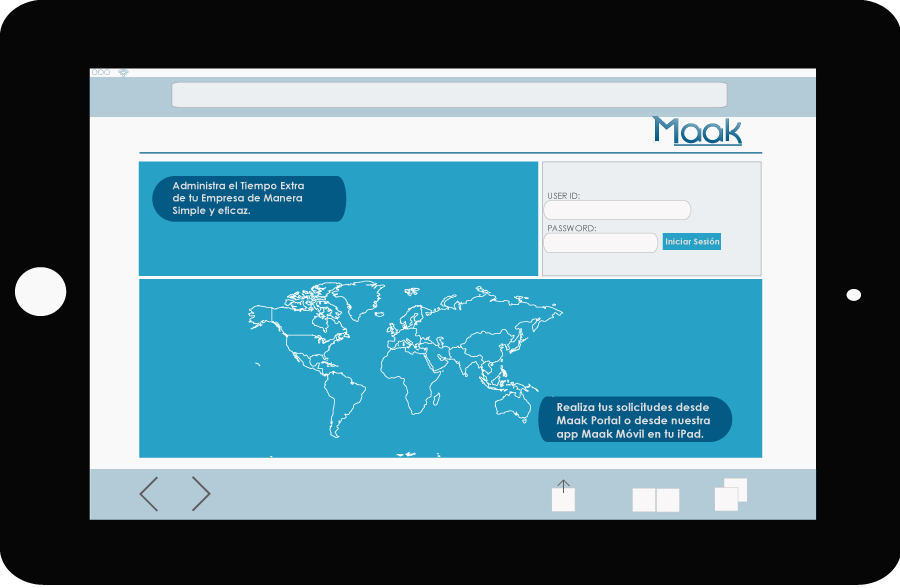 Maak
Administra el Tiempo Extra
de tu Empresa de Manera
Simple y eficaz.
USER ID:
PASSWORD:
Iniciar Sesión
Realiza tus solicitudes desde
Maak Portal o desde nuestra
app Maak Móvil en tu iPad.